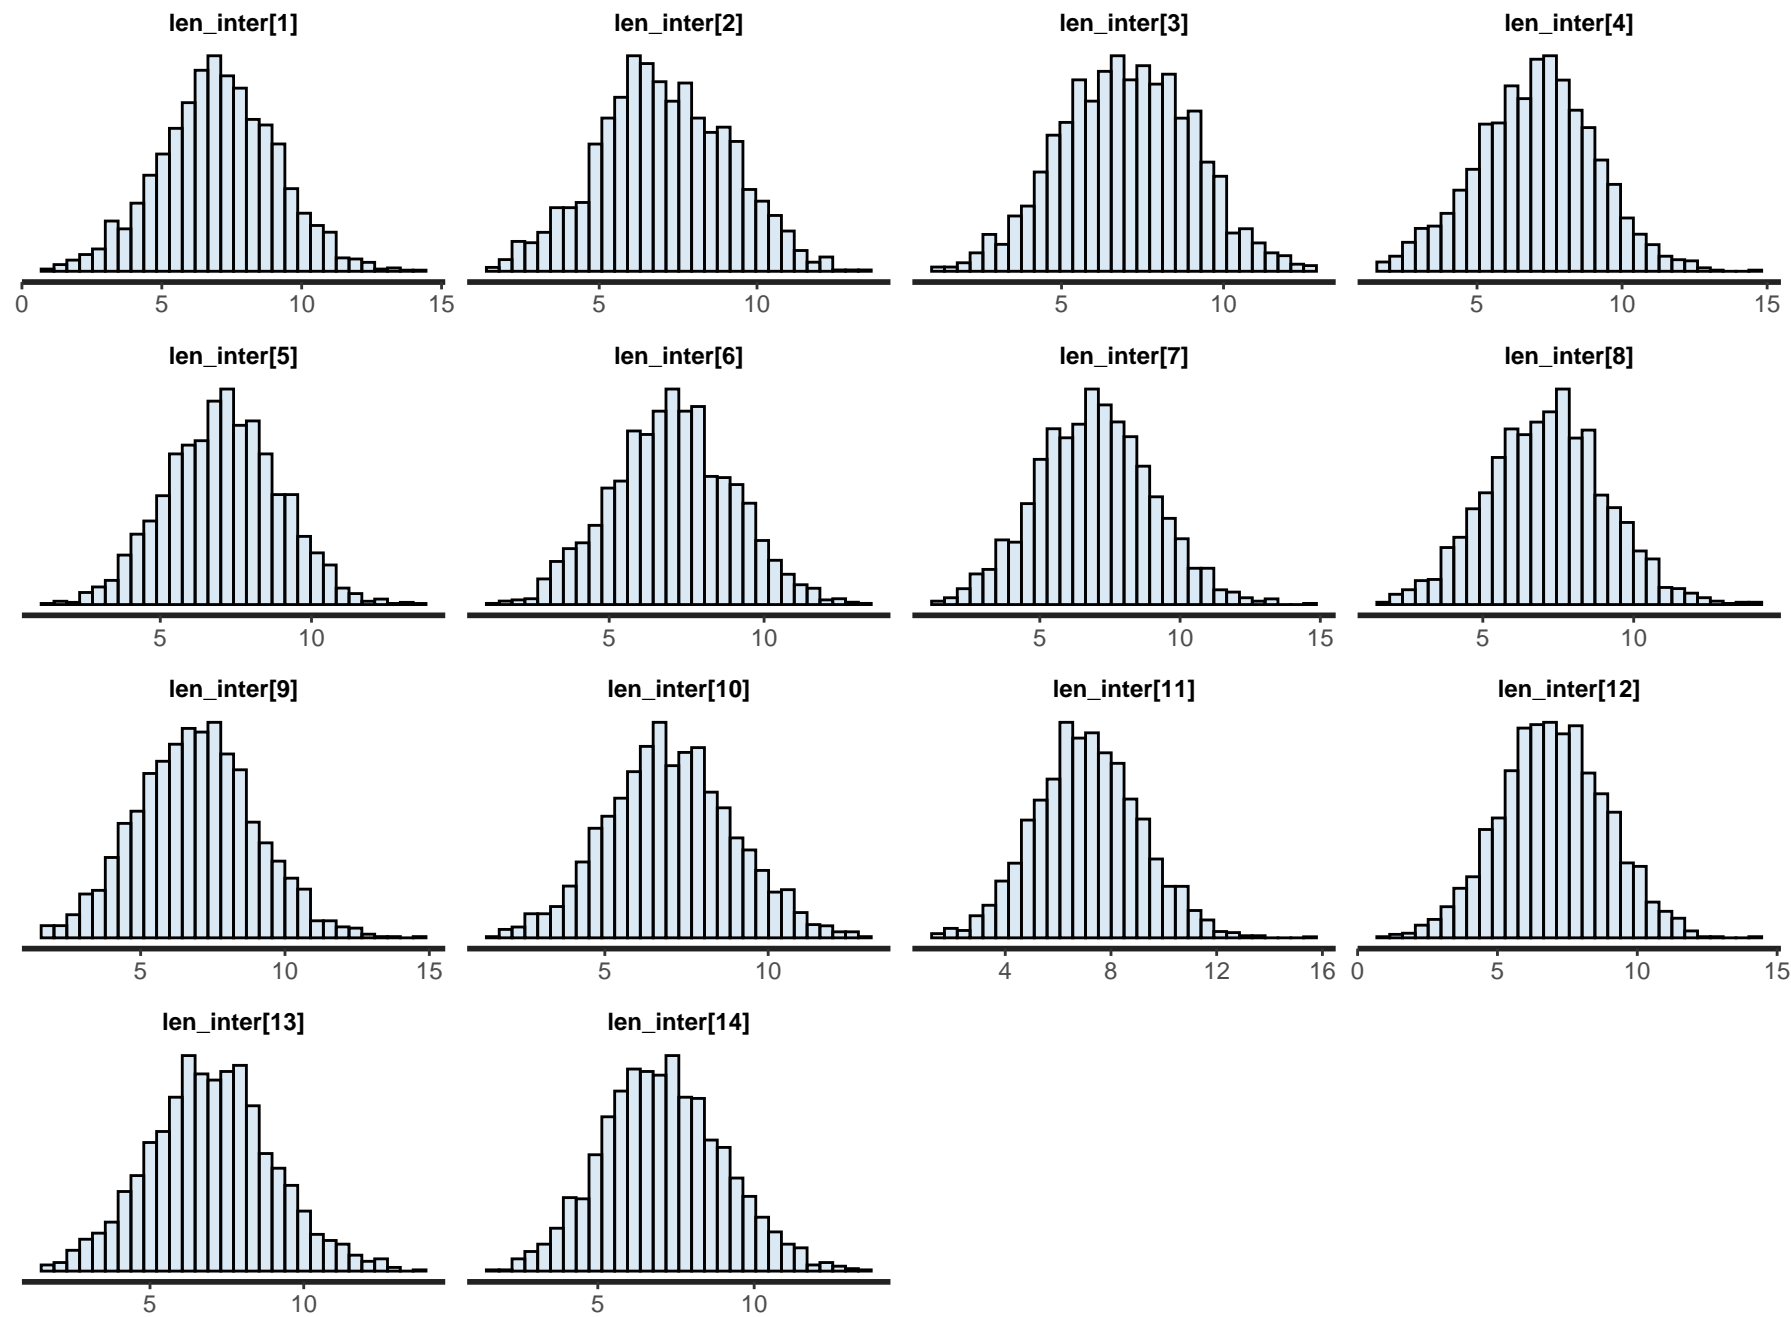 len_inter[1] len_inter[2] len_inter[3] len_inter[4]
0 5 10 15 5 10 5 10 5 10 15
len_inter[5] len_inter[6] len_inter[7] len_inter[8]
5 10 5 10 5 10 15 5 10
len_inter[9] len_inter[10] len_inter[11] len_inter[12]
5 10 15 5 10 4 8 12 16 0 5 10 15
len_inter[13] len_inter[14]
5 10 5 10